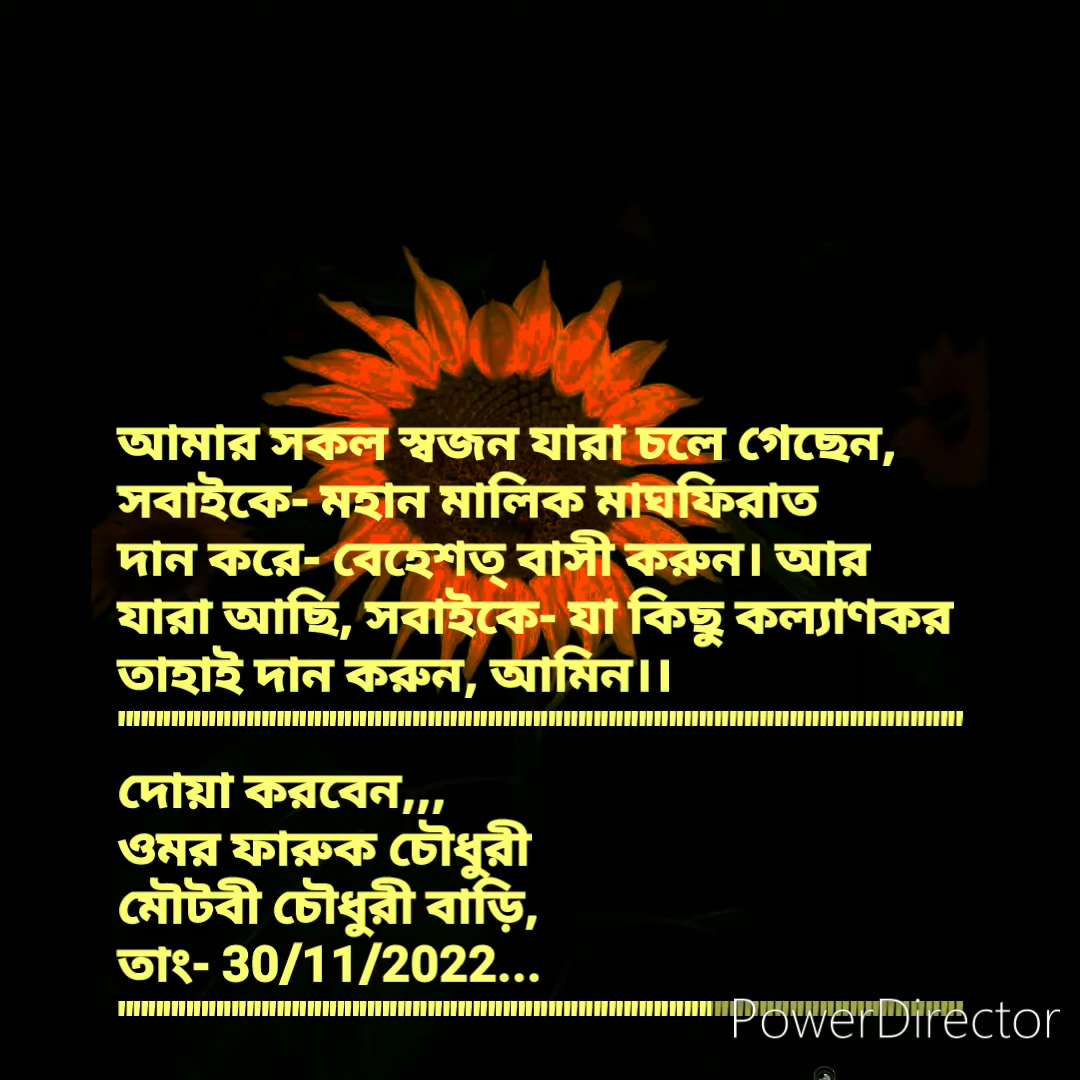 আমার সকল স্বজন যারা চলে গেছেন,
সবাইকে- মহান মালিক মাঘফিরাত
দান করে- বেহেশত্ বাসী করুন। আর
যারা আছি, সবাইকে- যা কিছু কল্যাণকর
তাহাই দান করুন, আমিন।।
দোয়া করবেন,,,
ওমর ফারুক চৌধুরী
মৌটবী চৌধুরী বাড়ি,
তাং- 30/11/2022...
PowerDirector